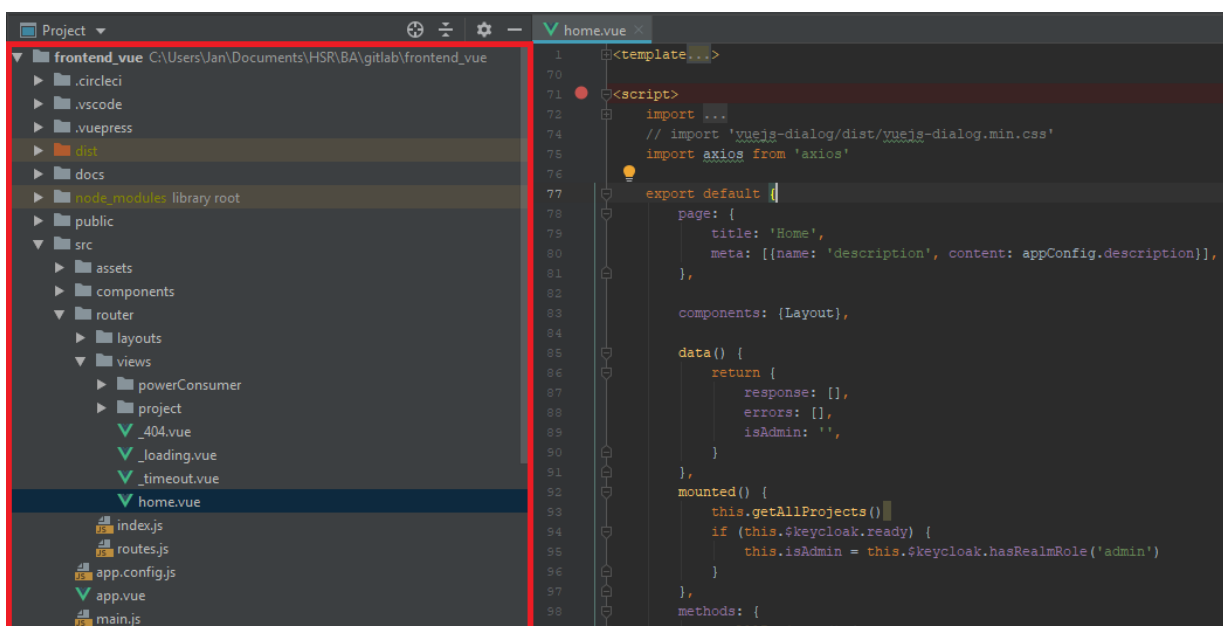 Project
frontend_vue C:\Users\Jan\Documents\HSR\BA\gitlab\frontend_vue
.circleci
.vscode
.vuepress
dist
docs
node_modules library root
public
src
assets
components
router
layouts
views
powerConsumer
project
_404.vue
_loading.vue
_timeout.vue
home.vue
JS index.js
JS routes.js
JS app.config.js
app.vue
JS main.js
home.vue
1 <template...>
70
71 <script>
72 import ...
74 // import 'vuejs-dialog/dist/vuejs-dialog.min.css'
75 import axios from 'axios'
76
77 export default {
78 page: {
79 title: 'Home',
80 meta: [{name: 'description', content: appConfig.description}],
81 },
82
83 components: {Layout},
84
85 data() {
86 return {
87 response: [],
88 errors: [],
89 isAdmin: '',
90 }
91 },
92 mounted() {
93 this.getAllProjects()
94 if (this.$keycloak.ready) {
95 this.isAdmin = this.$keycloak.hasRealmRole('admin')
96 }
97 },
98 methods: {